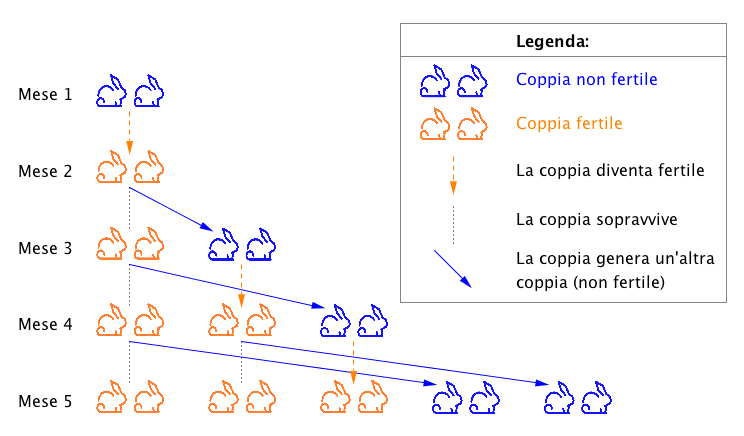 Legenda:
Coppia non fertile
Coppia fertile
La coppia diventa fertile
La coppia sopravvive
La coppia genera un'altra
coppia (non fertile)
Mese 1
Mese 2
Mese 3
Mese 4
Mese 5